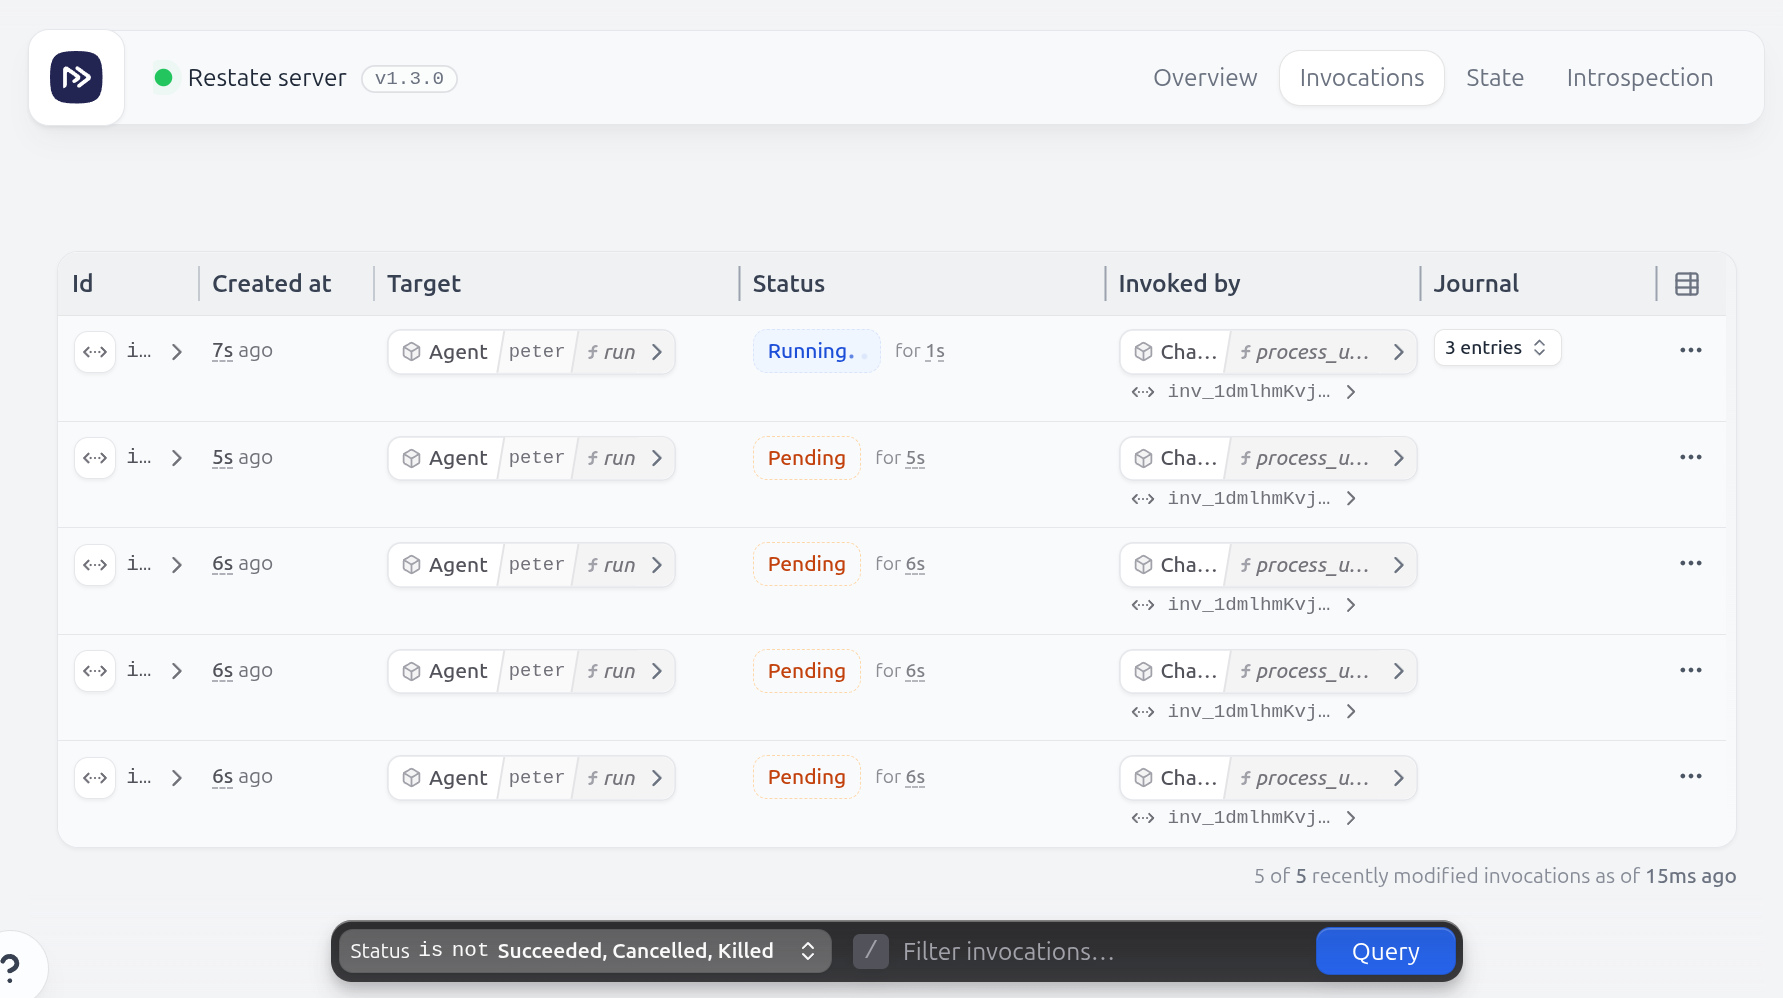 Restate server v1.3.0 Overview Invocations State Introspection
Id Created at Target Status Invoked by Journal
i... 7s ago Agent peter run Running. for 1s Cha... process_u... 3 entries
inv_1dmlhmKvj...
i... 5s ago Agent peter run Pending for 5s Cha... process_u...
inv_1dmlhmKvj...
i... 6s ago Agent peter run Pending for 6s Cha... process_u...
inv_1dmlhmKvj...
i... 6s ago Agent peter run Pending for 6s Cha... process_u...
inv_1dmlhmKvj...
i... 6s ago Agent peter run Pending for 6s Cha... process_u...
inv_1dmlhmKvj...
5 of 5 recently modified invocations as of 15ms ago
? Status is not Succeeded, Cancelled, Killed / Filter invocations... Query